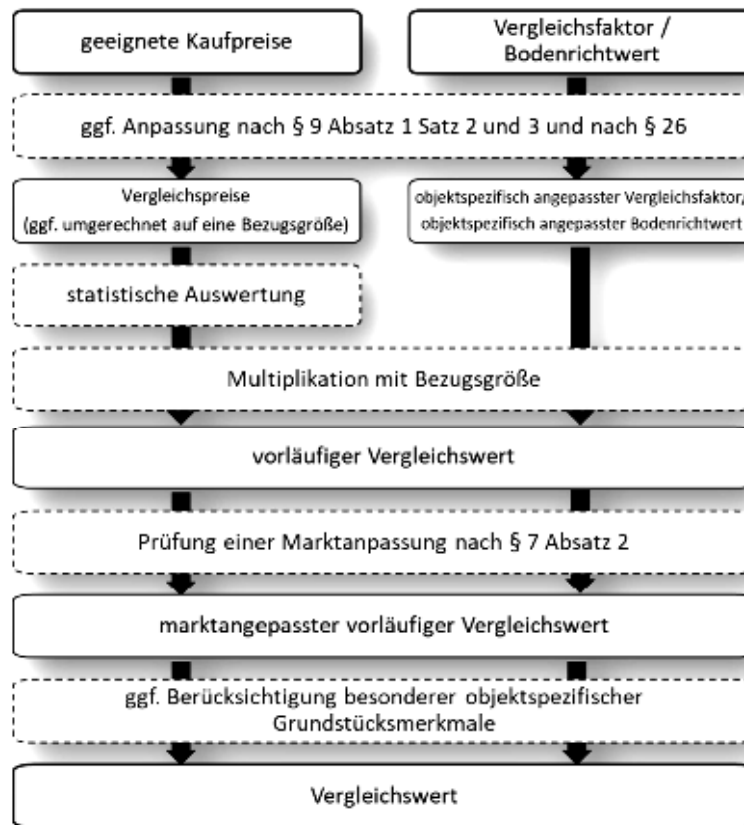 geeignete Kaufpreise
Vergleichsfaktor /
Bodenrichtwert
ggf. Anpassung nach § 9 Absatz 1 Satz 2 und 3 und nach § 26
Vergleichspreise
(ggf. umgerechnet auf eine Bezugsgröße)
objektspezifisch angepasster Vergleichsfaktor/
objektspezifisch angepasster Bodenrichtwert
statistische Auswertung
Multiplikation mit Bezugsgröße
vorläufiger Vergleichswert
Prüfung einer Marktanpassung nach § 7 Absatz 2
marktangepasster vorläufiger Vergleichswert
ggf. Berücksichtigung besonderer objektspezifischer
Grundstücksmerkmale
Vergleichswert